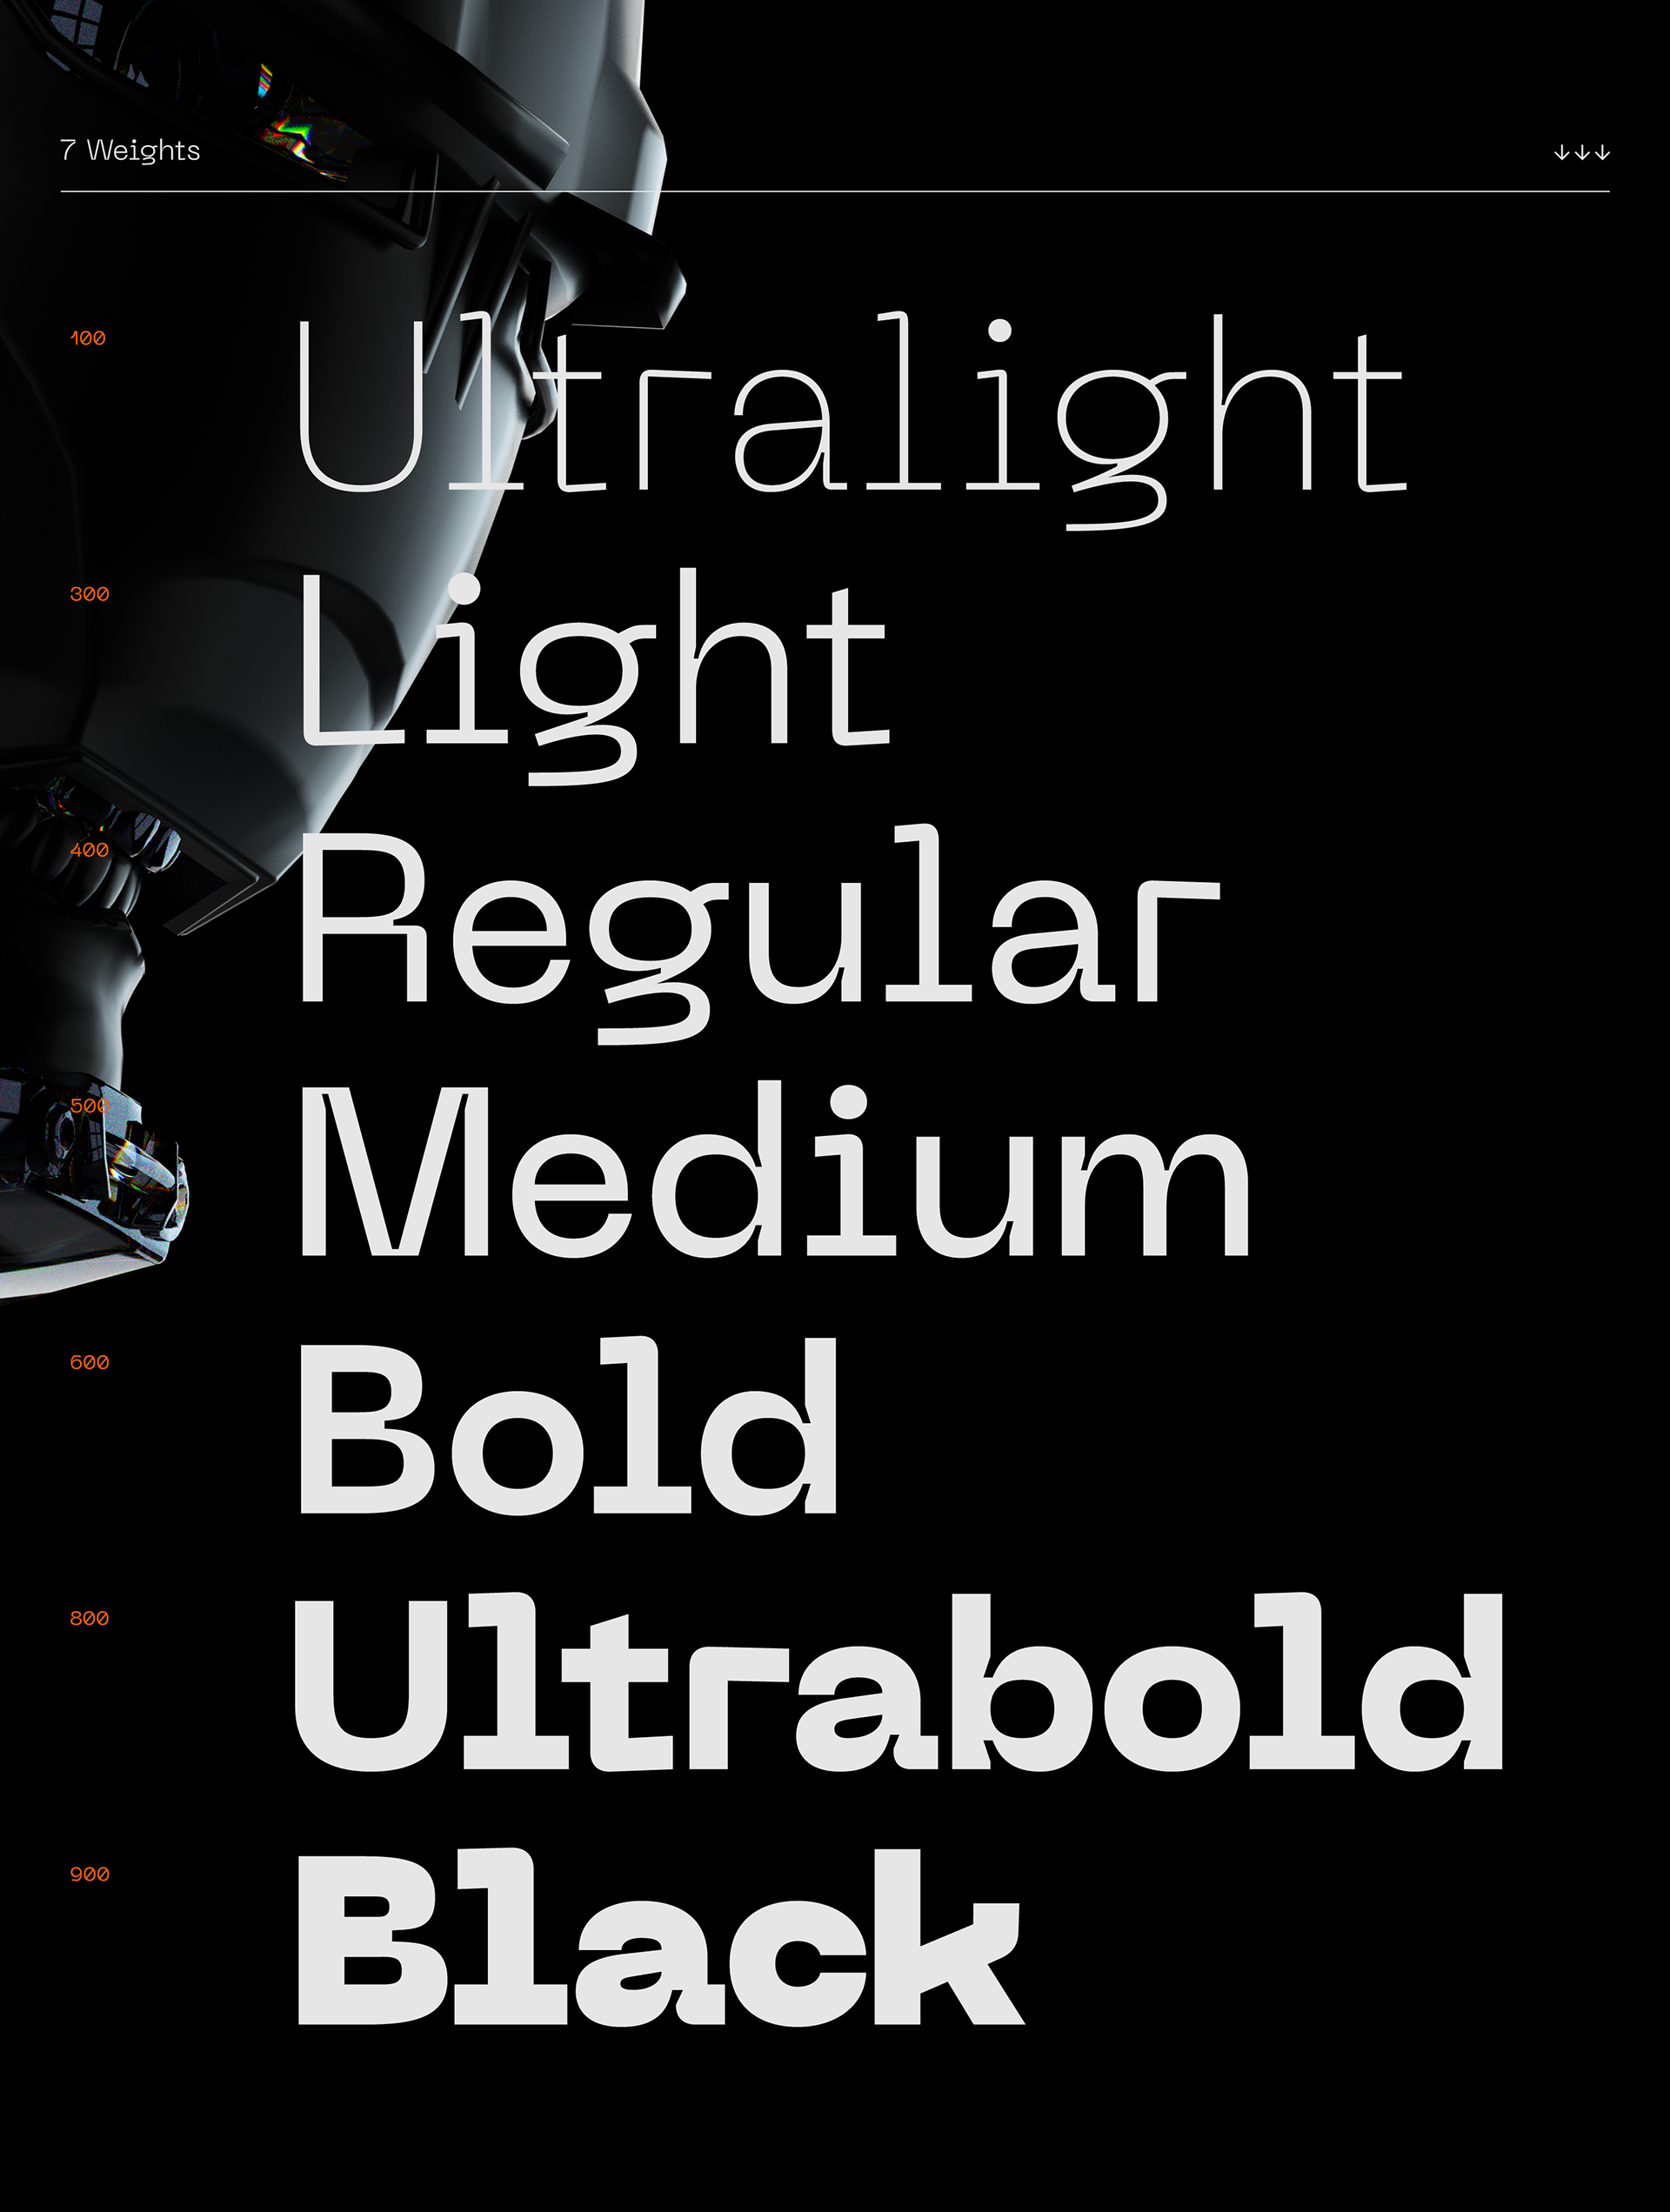 7 Weights ↓↓↓
100 Ultralight
300 Light
400 Regular
500 Medium
600 Bold
800 Ultrabold
900 Black